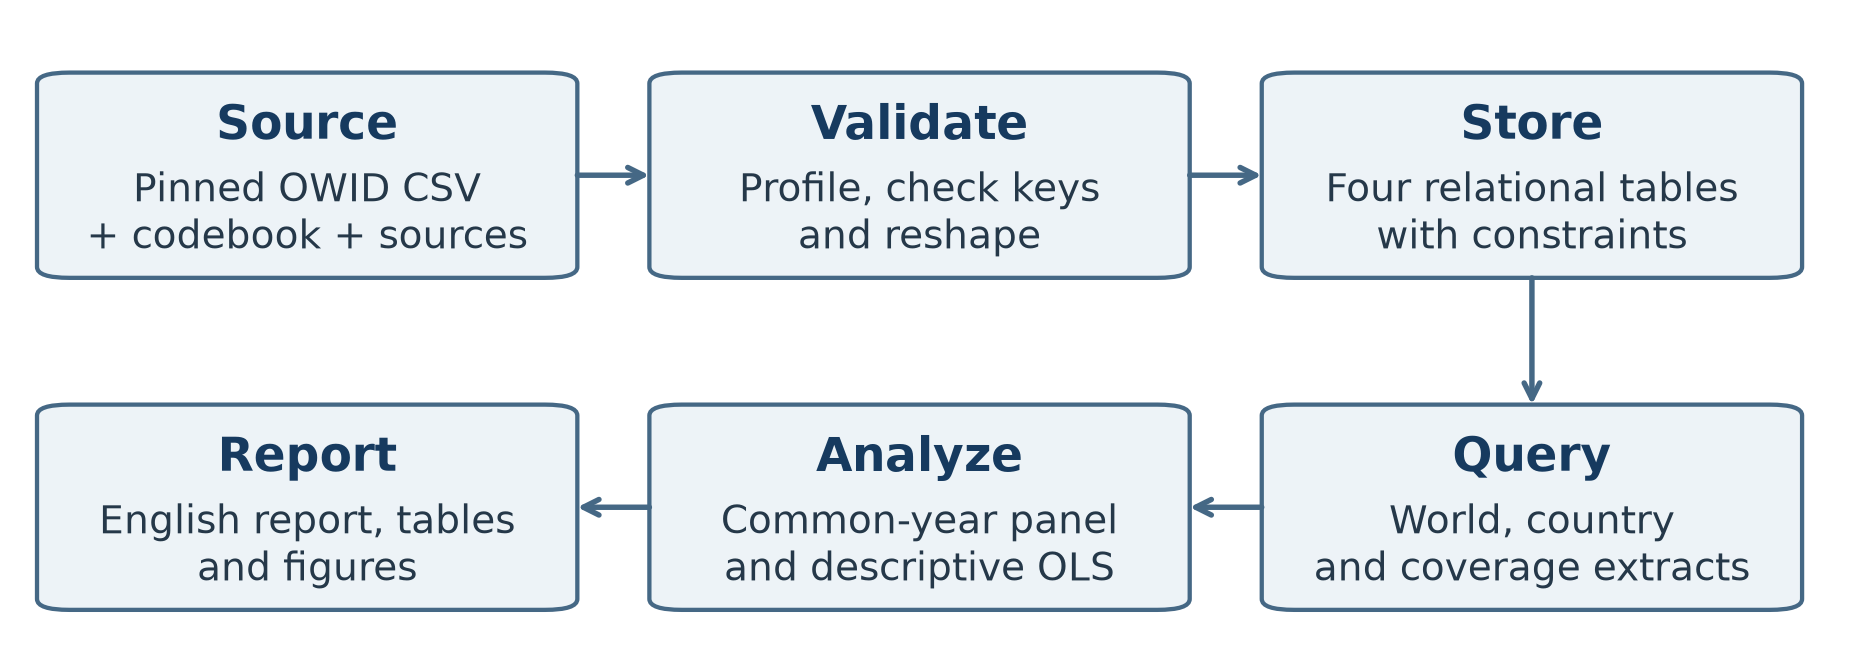 Source
Pinned OWID CSV
+ codebook + sources
Validate
Profile, check keys
and reshape
Store
Four relational tables
with constraints
Report
English report, tables
and figures
Analyze
Common-year panel
and descriptive OLS
Query
World, country
and coverage extracts